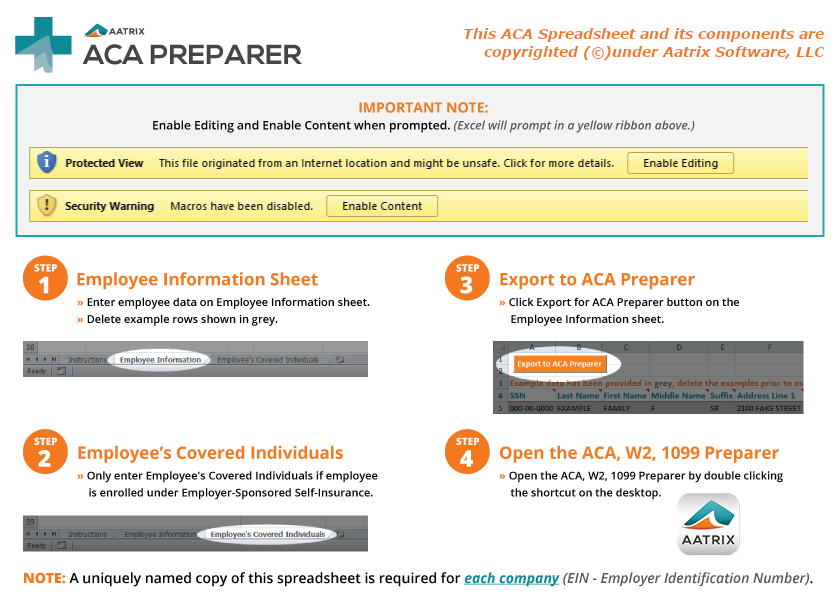 AATRIX
ACA PREPARER
This ACA Spreadsheet and its components are
copyrighted (©)under Aatrix Software, LLC
IMPORTANT NOTE:
Enable Editing and Enable Content when prompted. (Excel will prompt in a yellow ribbon above.)
Protected View This file originated from an Internet location and might be unsafe. Click for more details. Enable Editing
Security Warning Macros have been disabled. Enable Content
STEP
1
Employee Information Sheet
» Enter employee data on Employee Information sheet.
» Delete example rows shown in grey.
36
Instructions Employee Information Employee's Covered Individuals
Ready
STEP
2
Employee's Covered Individuals
» Only enter Employee's Covered Individuals if employee
is enrolled under Employer-Sponsored Self-Insurance.
39
Instructions Employee Information Employee's Covered Individuals
Ready
STEP
3
Export to ACA Preparer
» Click Export for ACA Preparer button on the
Employee Information sheet.
A B C D E F
1
Export to ACA Preparer
2
3 Example data has been provided in grey, delete the examples prior to ex
4 SSN Last Name First Name Middle Name Suffix Address Line 1
5 000-00-0000 EXAMPLE FAMILY F SR 2100 FAKE STREET
STEP
4
Open the ACA, W2, 1099 Preparer
» Open the ACA, W2, 1099 Preparer by double clicking
the shortcut on the desktop.
AATRIX
NOTE: A uniquely named copy of this spreadsheet is required for each company (EIN - Employer Identification Number).